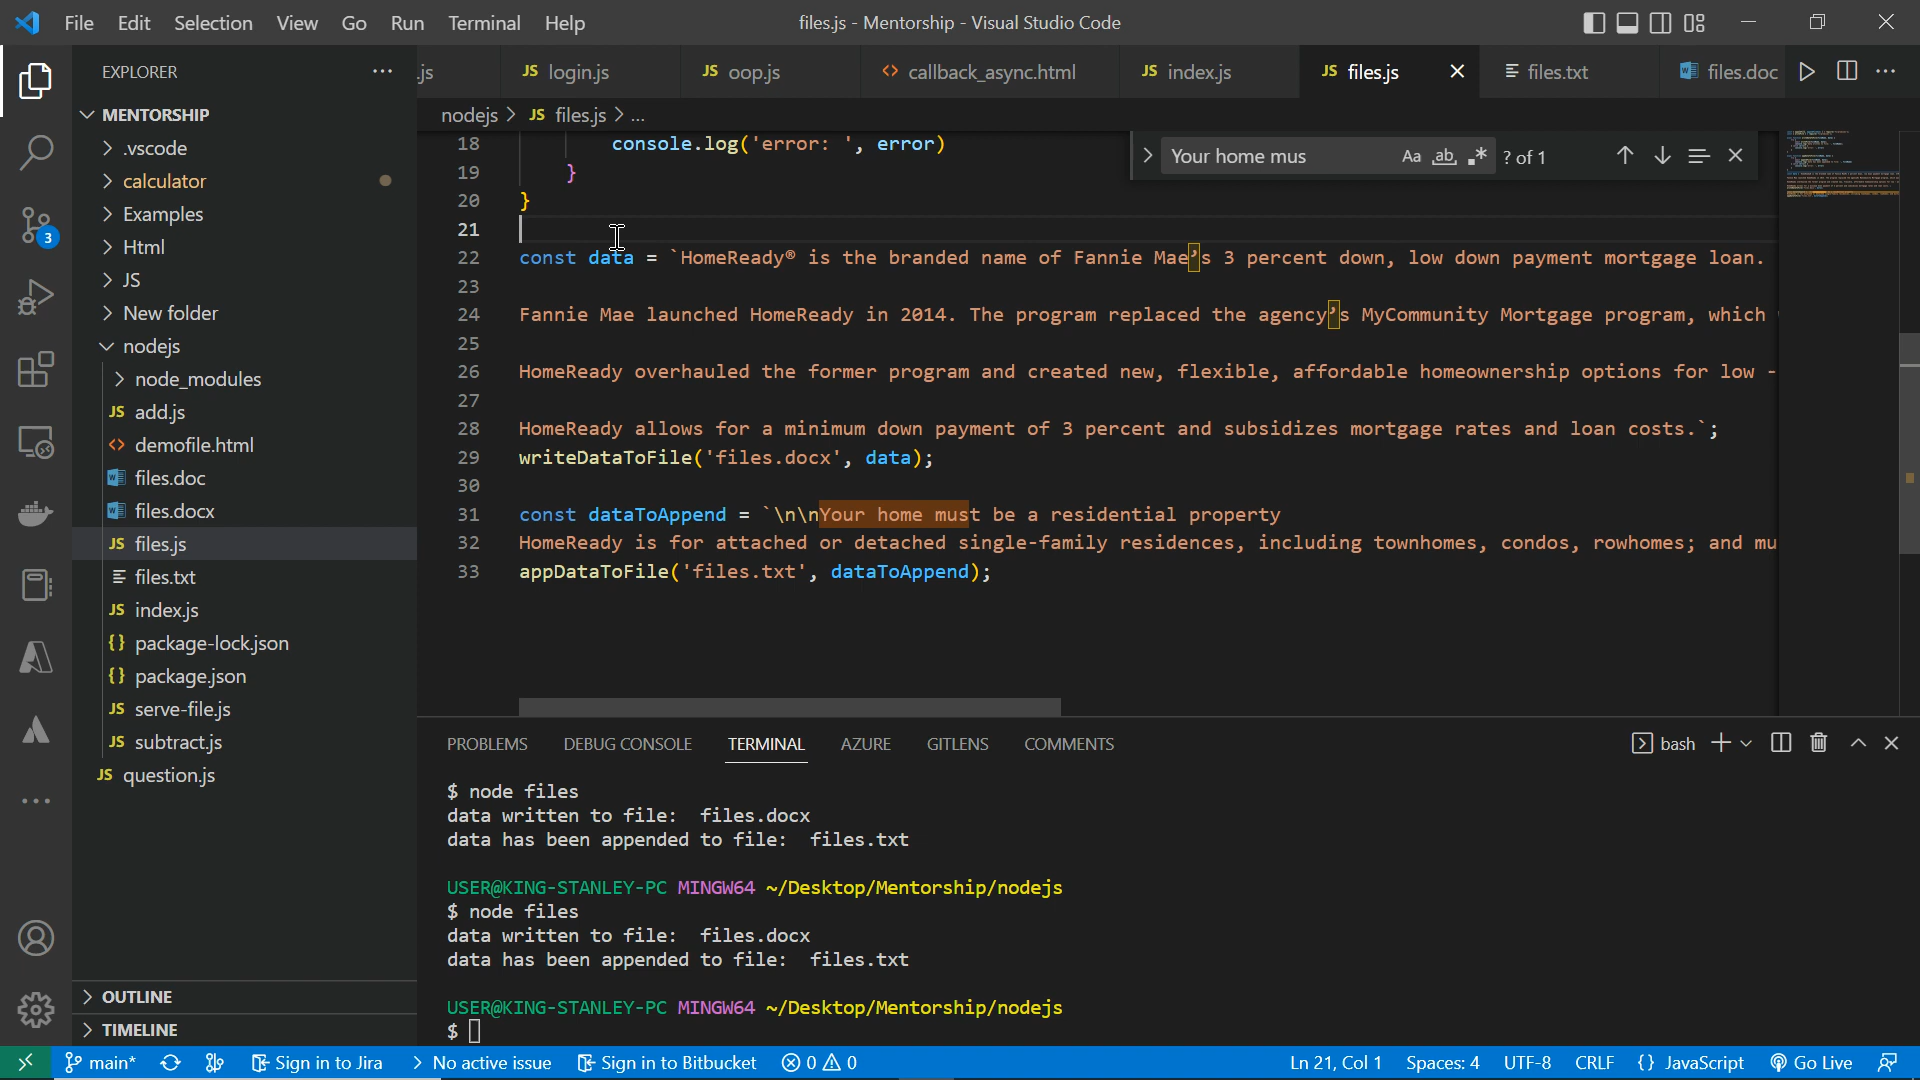 File Edit Selection View Go Run Terminal Help
files.js - Mentorship - Visual Studio Code
EXPLORER
.js
JS login.js
JS oop.js
<> callback_async.html
JS index.js
JS files.js
files.txt
files.doc
nodejs > JS files.js > ...
MENTORSHIP
.vscode
calculator
Examples
Html
JS
New folder
nodejs
node_modules
JS add.js
<> demofile.html
files.doc
files.docx
JS files.js
files.txt
JS index.js
{} package-lock.json
{} package.json
JS serve-file.js
JS subtract.js
JS question.js
OUTLINE
TIMELINE
3
Your home mus
Aa ab .* ? of 1
18 console.log('error: ', error)
19 }
20 }
21
22 const data = `HomeReady® is the branded name of Fannie Mae’s 3 percent down, low down payment mortgage loan.
23
24 Fannie Mae launched HomeReady in 2014. The program replaced the agency’s MyCommunity Mortgage program, which
25
26 HomeReady overhauled the former program and created new, flexible, affordable homeownership options for low -
27
28 HomeReady allows for a minimum down payment of 3 percent and subsidizes mortgage rates and loan costs.`;
29 writeDataToFile('files.docx', data);
30
31 const dataToAppend = `\n\nYour home must be a residential property
32 HomeReady is for attached or detached single-family residences, including townhomes, condos, rowhomes; and mu
33 appDataToFile('files.txt', dataToAppend);
PROBLEMS DEBUG CONSOLE TERMINAL AZURE GITLENS COMMENTS
bash
$ node files
data written to file:  files.docx
data has been appended to file:  files.txt
USER@KING-STANLEY-PC MINGW64 ~/Desktop/Mentorship/nodejs
$ node files
data written to file:  files.docx
data has been appended to file:  files.txt
USER@KING-STANLEY-PC MINGW64 ~/Desktop/Mentorship/nodejs
$
main* Sign in to Jira > No active issue Sign in to Bitbucket 0 0
Ln 21, Col 1 Spaces: 4 UTF-8 CRLF {} JavaScript Go Live